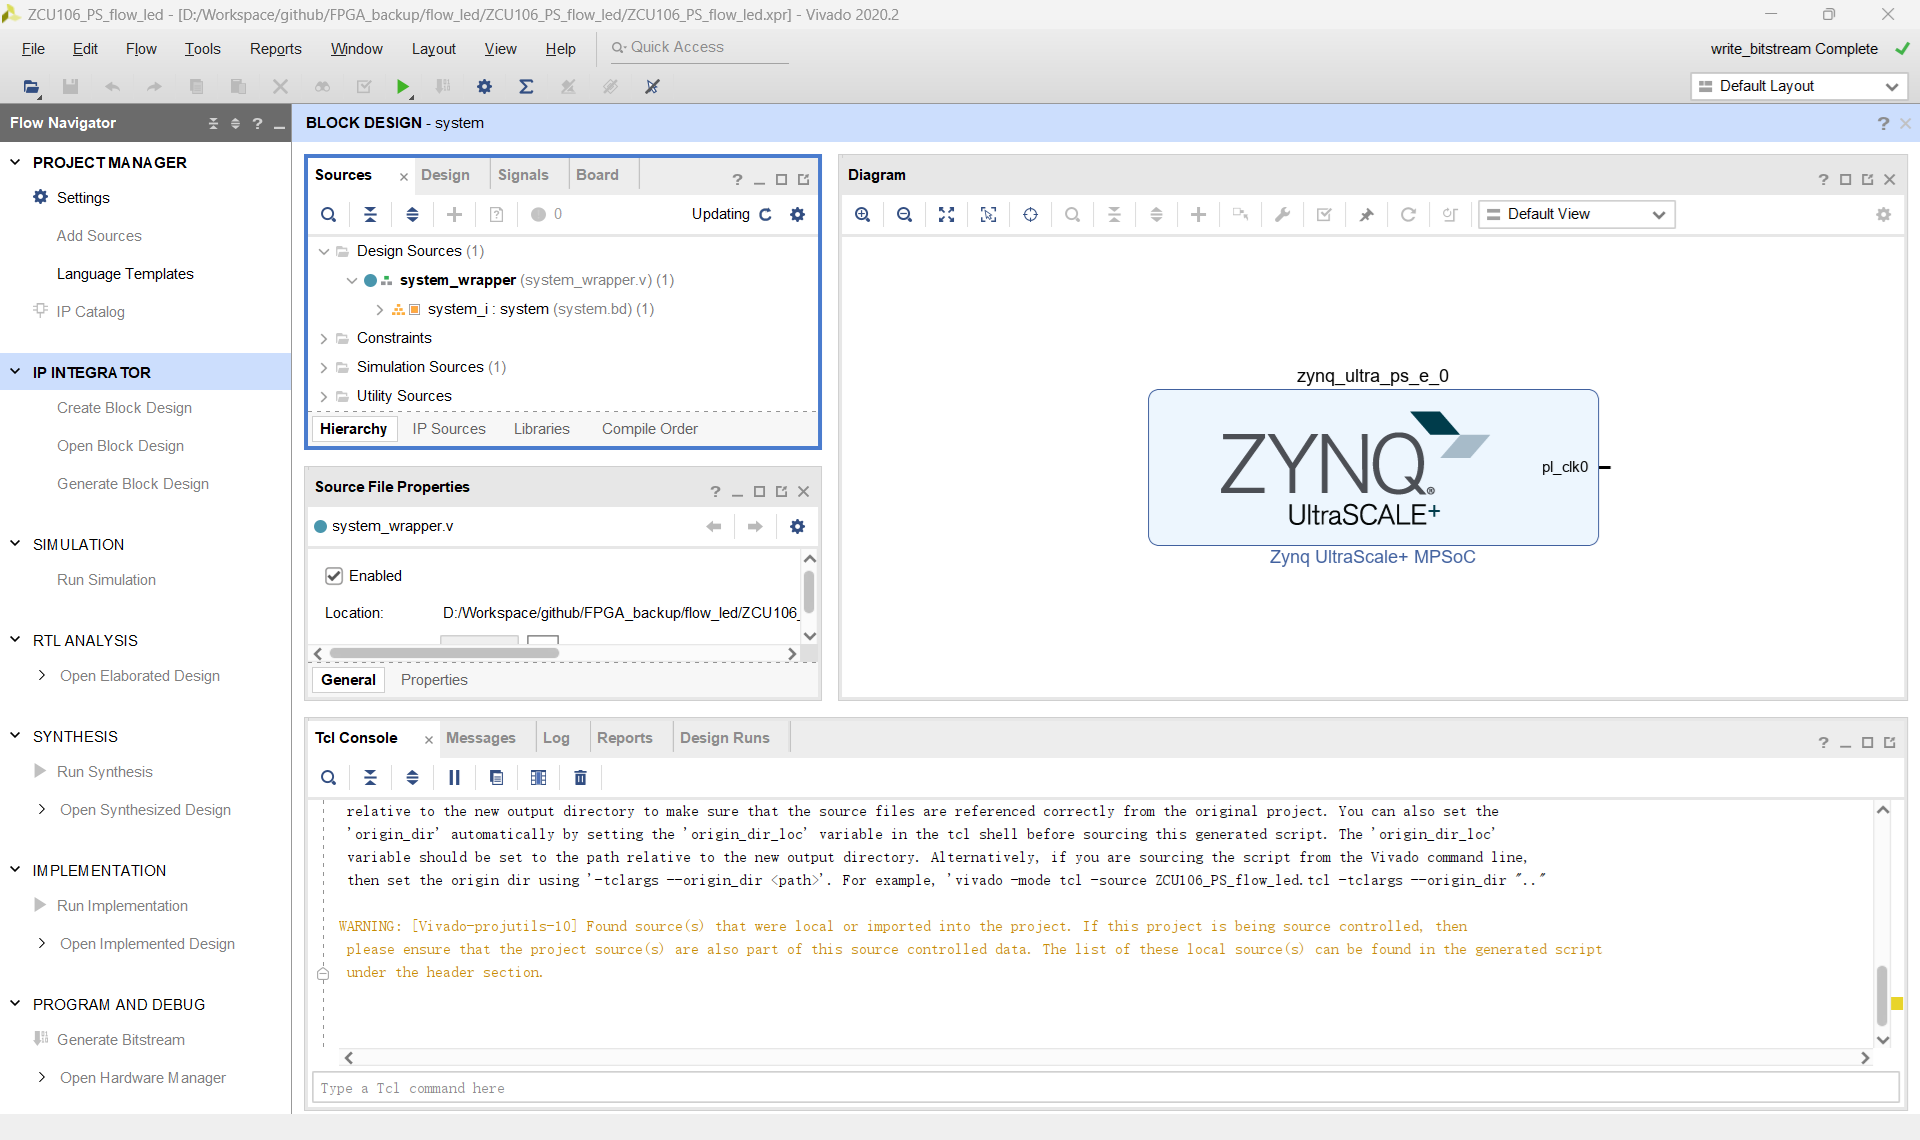 ZCU106_PS_flow_led - [D:/Workspace/github/FPGA_backup/flow_led/ZCU106_PS_flow_led/ZCU106_PS_flow_led.xpr] - Vivado 2020.2
File Edit Flow Tools Reports Window Layout View Help Quick Access
write_bitstream Complete
Default Layout
Flow Navigator
PROJECT MANAGER
Settings
Add Sources
Language Templates
IP Catalog
IP INTEGRATOR
Create Block Design
Open Block Design
Generate Block Design
SIMULATION
Run Simulation
RTL ANALYSIS
Open Elaborated Design
SYNTHESIS
Run Synthesis
Open Synthesized Design
IMPLEMENTATION
Run Implementation
Open Implemented Design
PROGRAM AND DEBUG
Generate Bitstream
Open Hardware Manager
BLOCK DESIGN - system
Sources Design Signals Board
0 Updating
Design Sources (1)
system_wrapper (system_wrapper.v) (1)
system_i : system (system.bd) (1)
Constraints
Simulation Sources (1)
Utility Sources
Hierarchy IP Sources Libraries Compile Order
Source File Properties
system_wrapper.v
Enabled
Location: D:/Workspace/github/FPGA_backup/flow_led/ZCU106_
General Properties
Diagram
Default View
zynq_ultra_ps_e_0
ZYNQ®
UltraSCALE+
pl_clk0
Zynq UltraScale+ MPSoC
Tcl Console Messages Log Reports Design Runs
relative to the new output directory to make sure that the source files are referenced correctly from the original project. You can also set the
'origin_dir' automatically by setting the 'origin_dir_loc' variable in the tcl shell before sourcing this generated script. The 'origin_dir_loc'
variable should be set to the path relative to the new output directory. Alternatively, if you are sourcing the script from the Vivado command line,
then set the origin dir using '-tclargs --origin_dir <path>'. For example, 'vivado -mode tcl -source ZCU106_PS_flow_led.tcl -tclargs --origin_dir ".."
WARNING: [Vivado-projutils-10] Found source(s) that were local or imported into the project. If this project is being source controlled, then
please ensure that the project source(s) are also part of this source controlled data. The list of these local source(s) can be found in the generated script
under the header section.
Type a Tcl command here